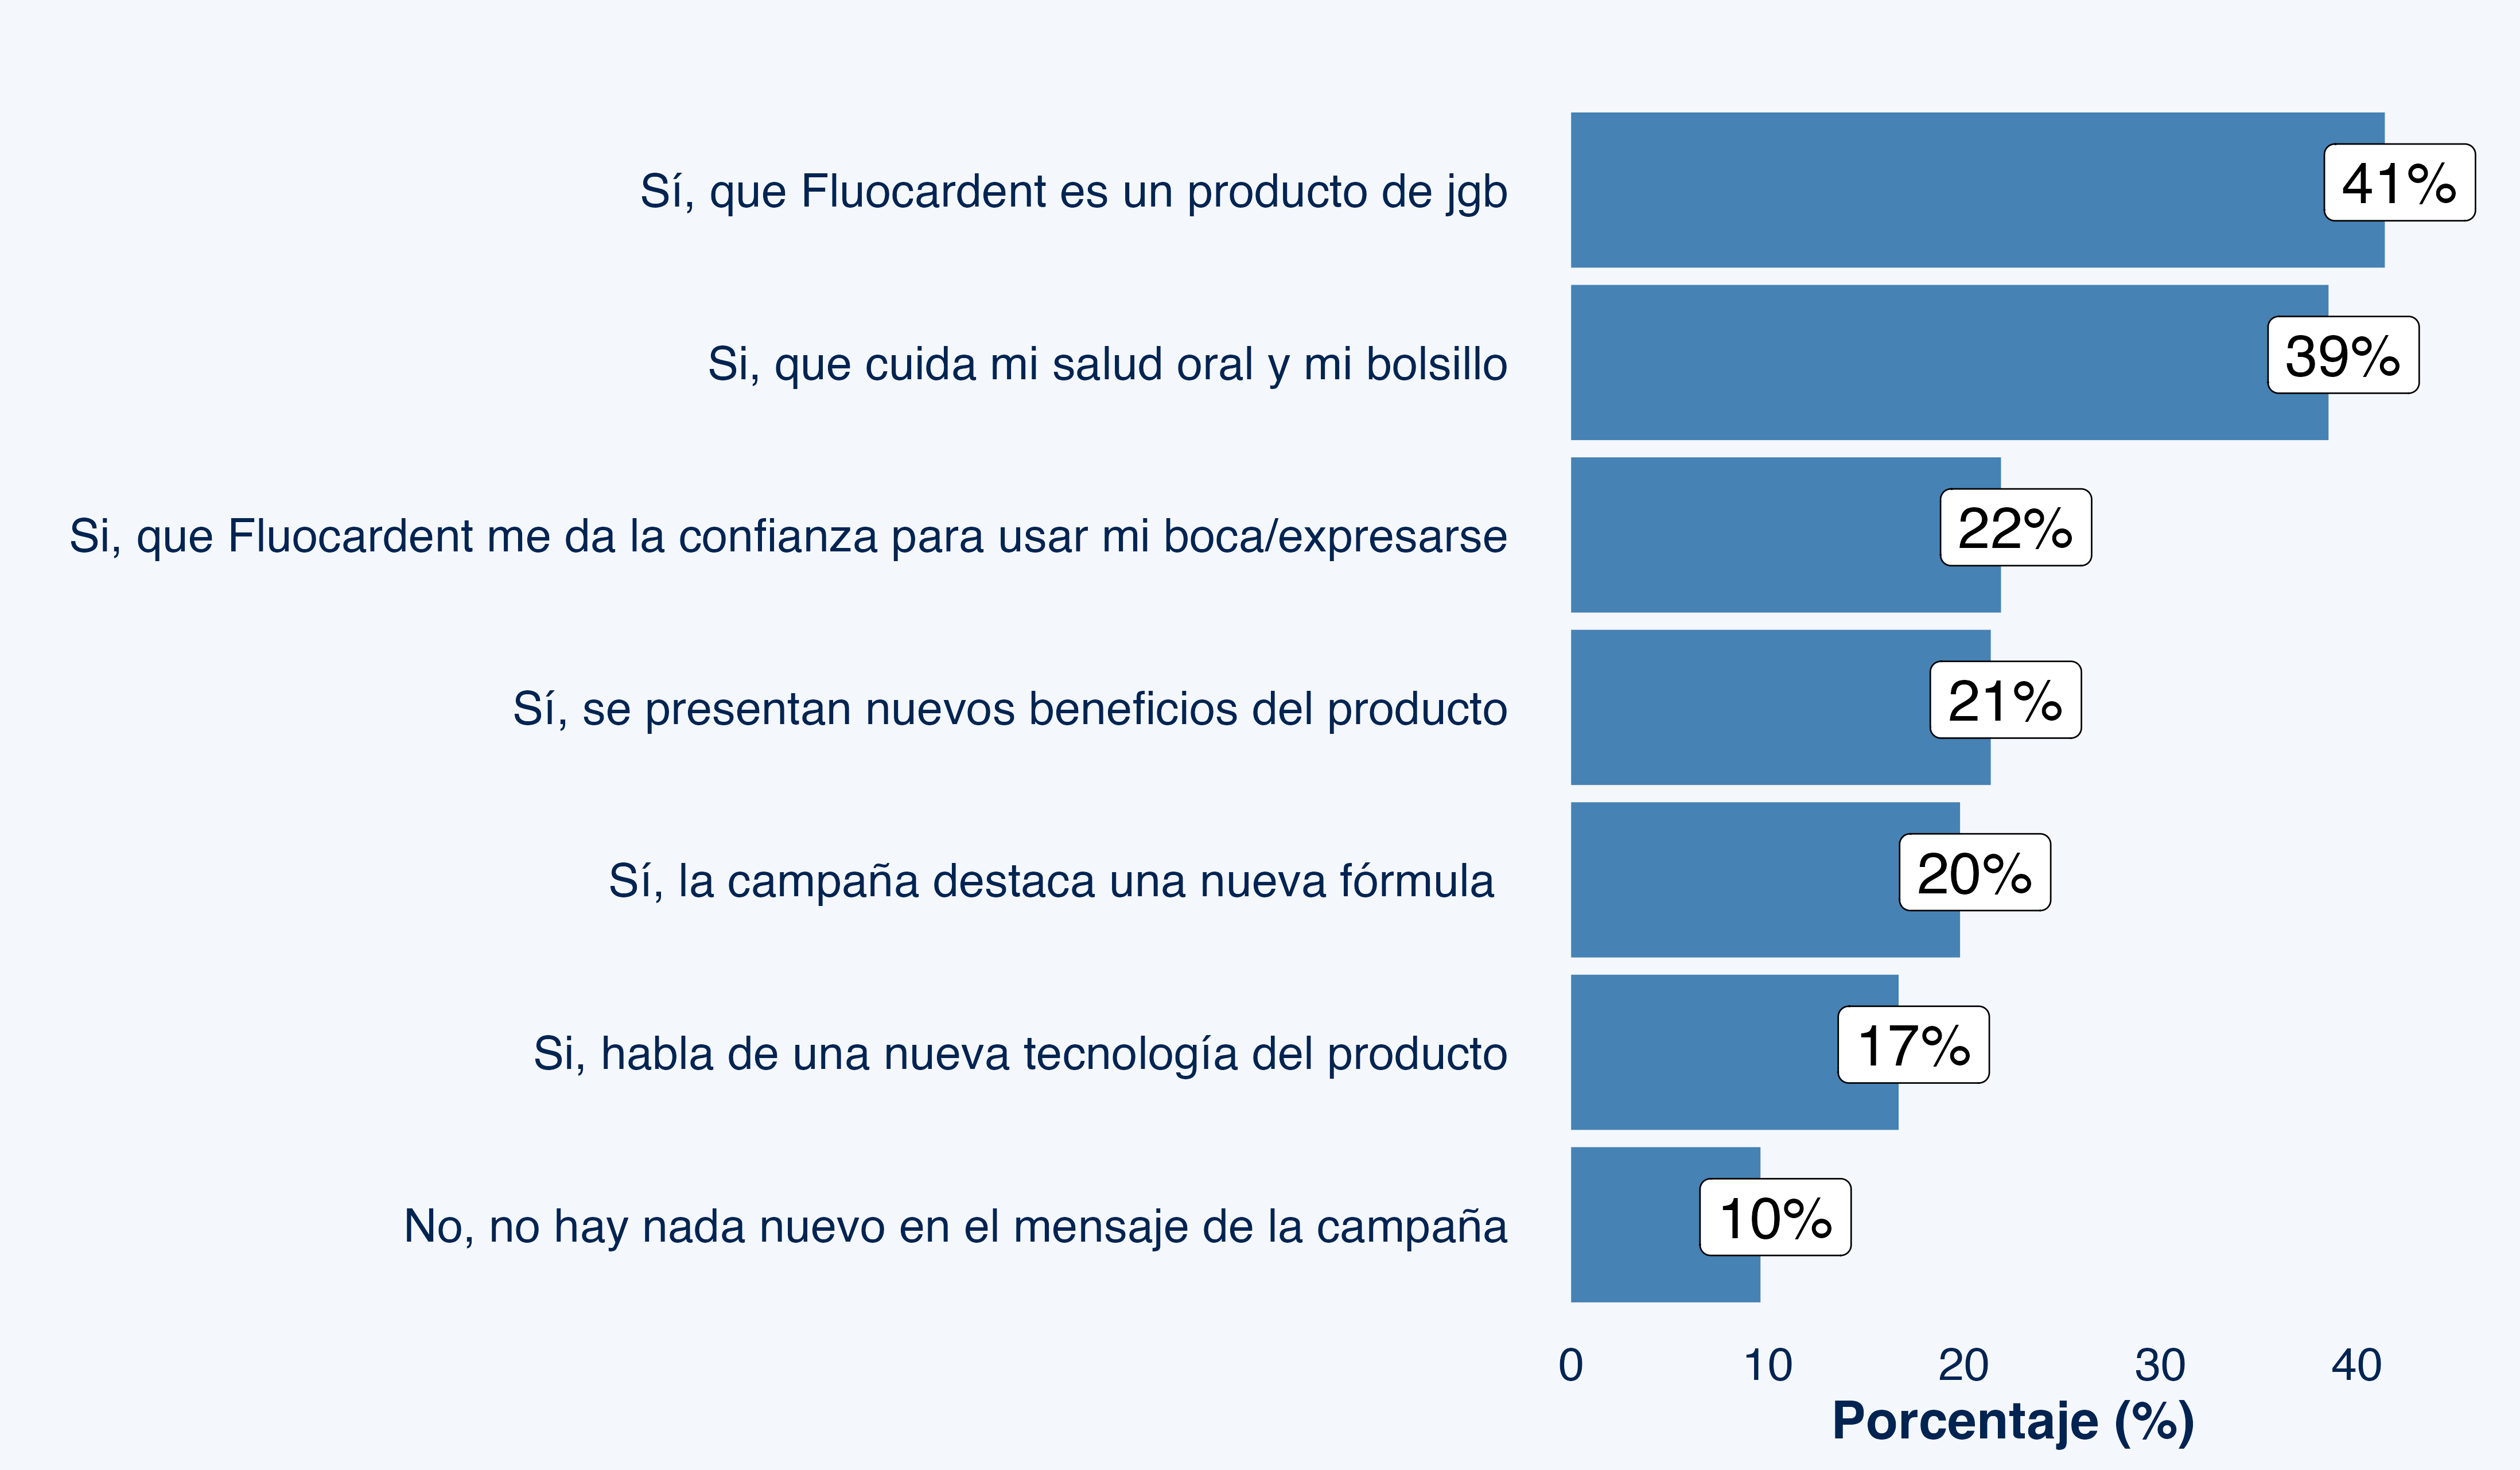 Sí, que Fluocardent es un producto de jgb
41%
Si, que cuida mi salud oral y mi bolsillo
39%
Si, que Fluocardent me da la confianza para usar mi boca/expresarse
22%
Sí, se presentan nuevos beneficios del producto
21%
Sí, la campaña destaca una nueva fórmula
20%
Si, habla de una nueva tecnología del producto
17%
No, no hay nada nuevo en el mensaje de la campaña
10%
0 10 20 30 40
Porcentaje (%)